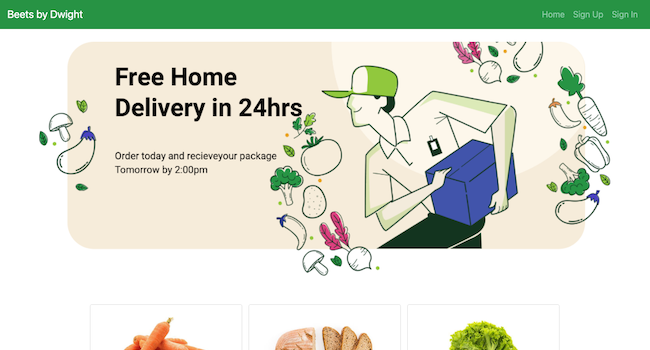 Beets by Dwight
Home Sign Up Sign In
Free Home
Delivery in 24hrs
Order today and recieveyour package
Tomorrow by 2:00pm